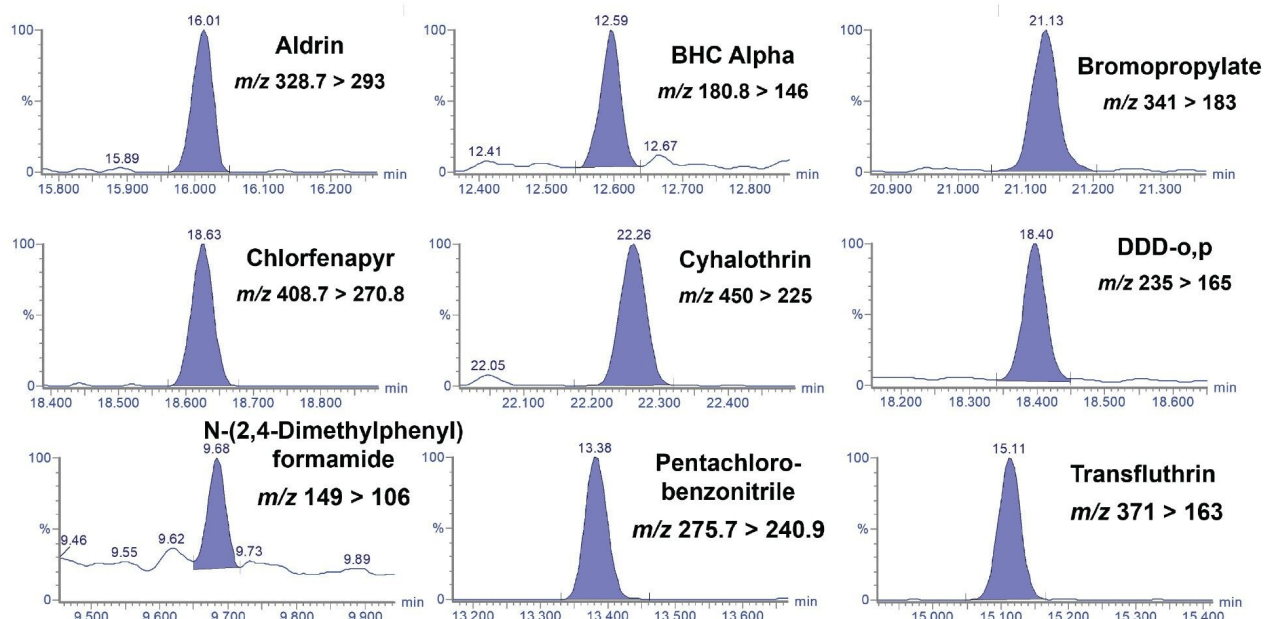 16.01
100
Aldrin
m/z 328.7 > 293
%
15.89
0
min
15.800 15.900 16.000 16.100 16.200
12.59
100
BHC Alpha
m/z 180.8 > 146
%
12.41
12.67
0
min
12.400 12.500 12.600 12.700 12.800
21.13
100
Bromopropylate
m/z 341 > 183
%
0
min
20.900 21.000 21.100 21.200 21.300
18.63
100
Chlorfenapyr
m/z 408.7 > 270.8
%
0
min
18.400 18.500 18.600 18.700 18.800
22.26
100
Cyhalothrin
m/z 450 > 225
%
22.05
0
min
22.100 22.200 22.300 22.400
18.40
100
DDD-o,p
m/z 235 > 165
%
0
min
18.200 18.300 18.400 18.500 18.600
N-(2,4-Dimethylphenyl)
formamide
9.68
100
m/z 149 > 106
%
9.46
9.55
9.62
9.73
9.89
0
min
9.500 9.600 9.700 9.800 9.900
13.38
100
Pentachloro-
benzonitrile
m/z 275.7 > 240.9
%
0
min
13.200 13.300 13.400 13.500 13.600
15.11
100
Transfluthrin
m/z 371 > 163
%
0
min
15.000 15.100 15.200 15.300 15.400